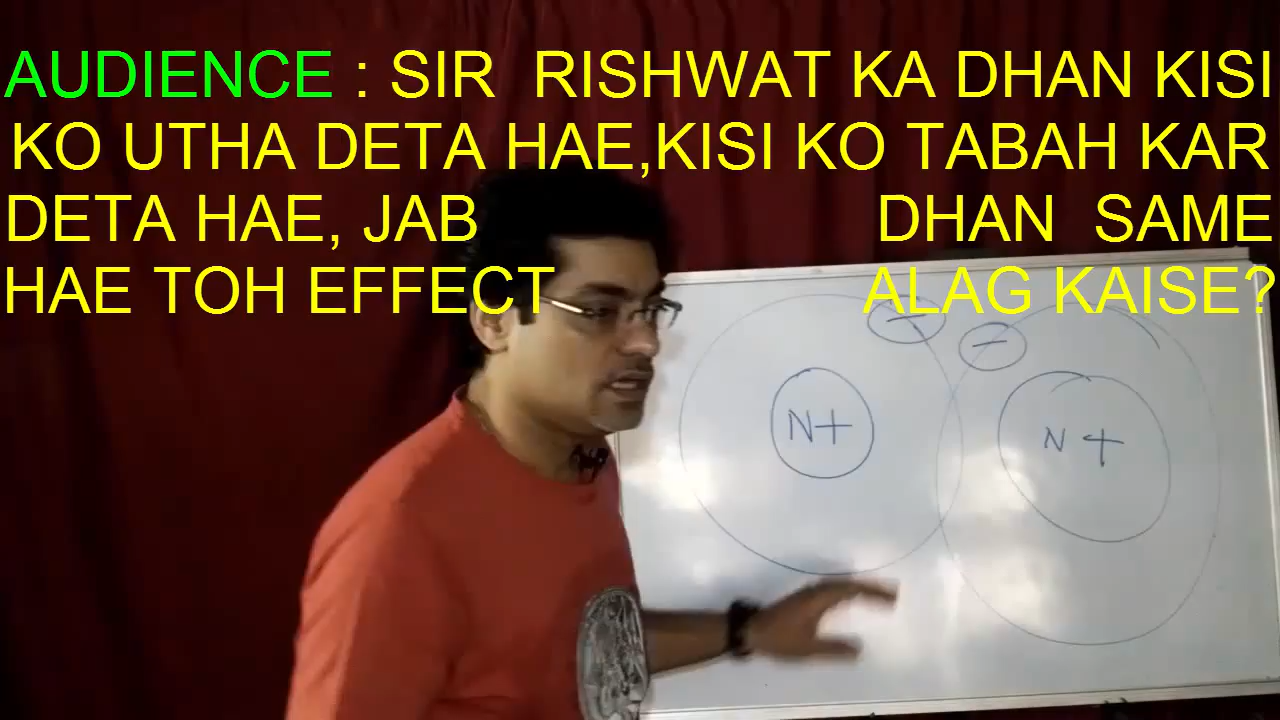 AUDIENCE : SIR RISHWAT KA DHAN KISI
KO UTHA DETA HAE,KISI KO TABAH KAR
DETA HAE, JAB DHAN SAME
HAE TOH EFFECT ALAG KAISE?
- -
N+ N+